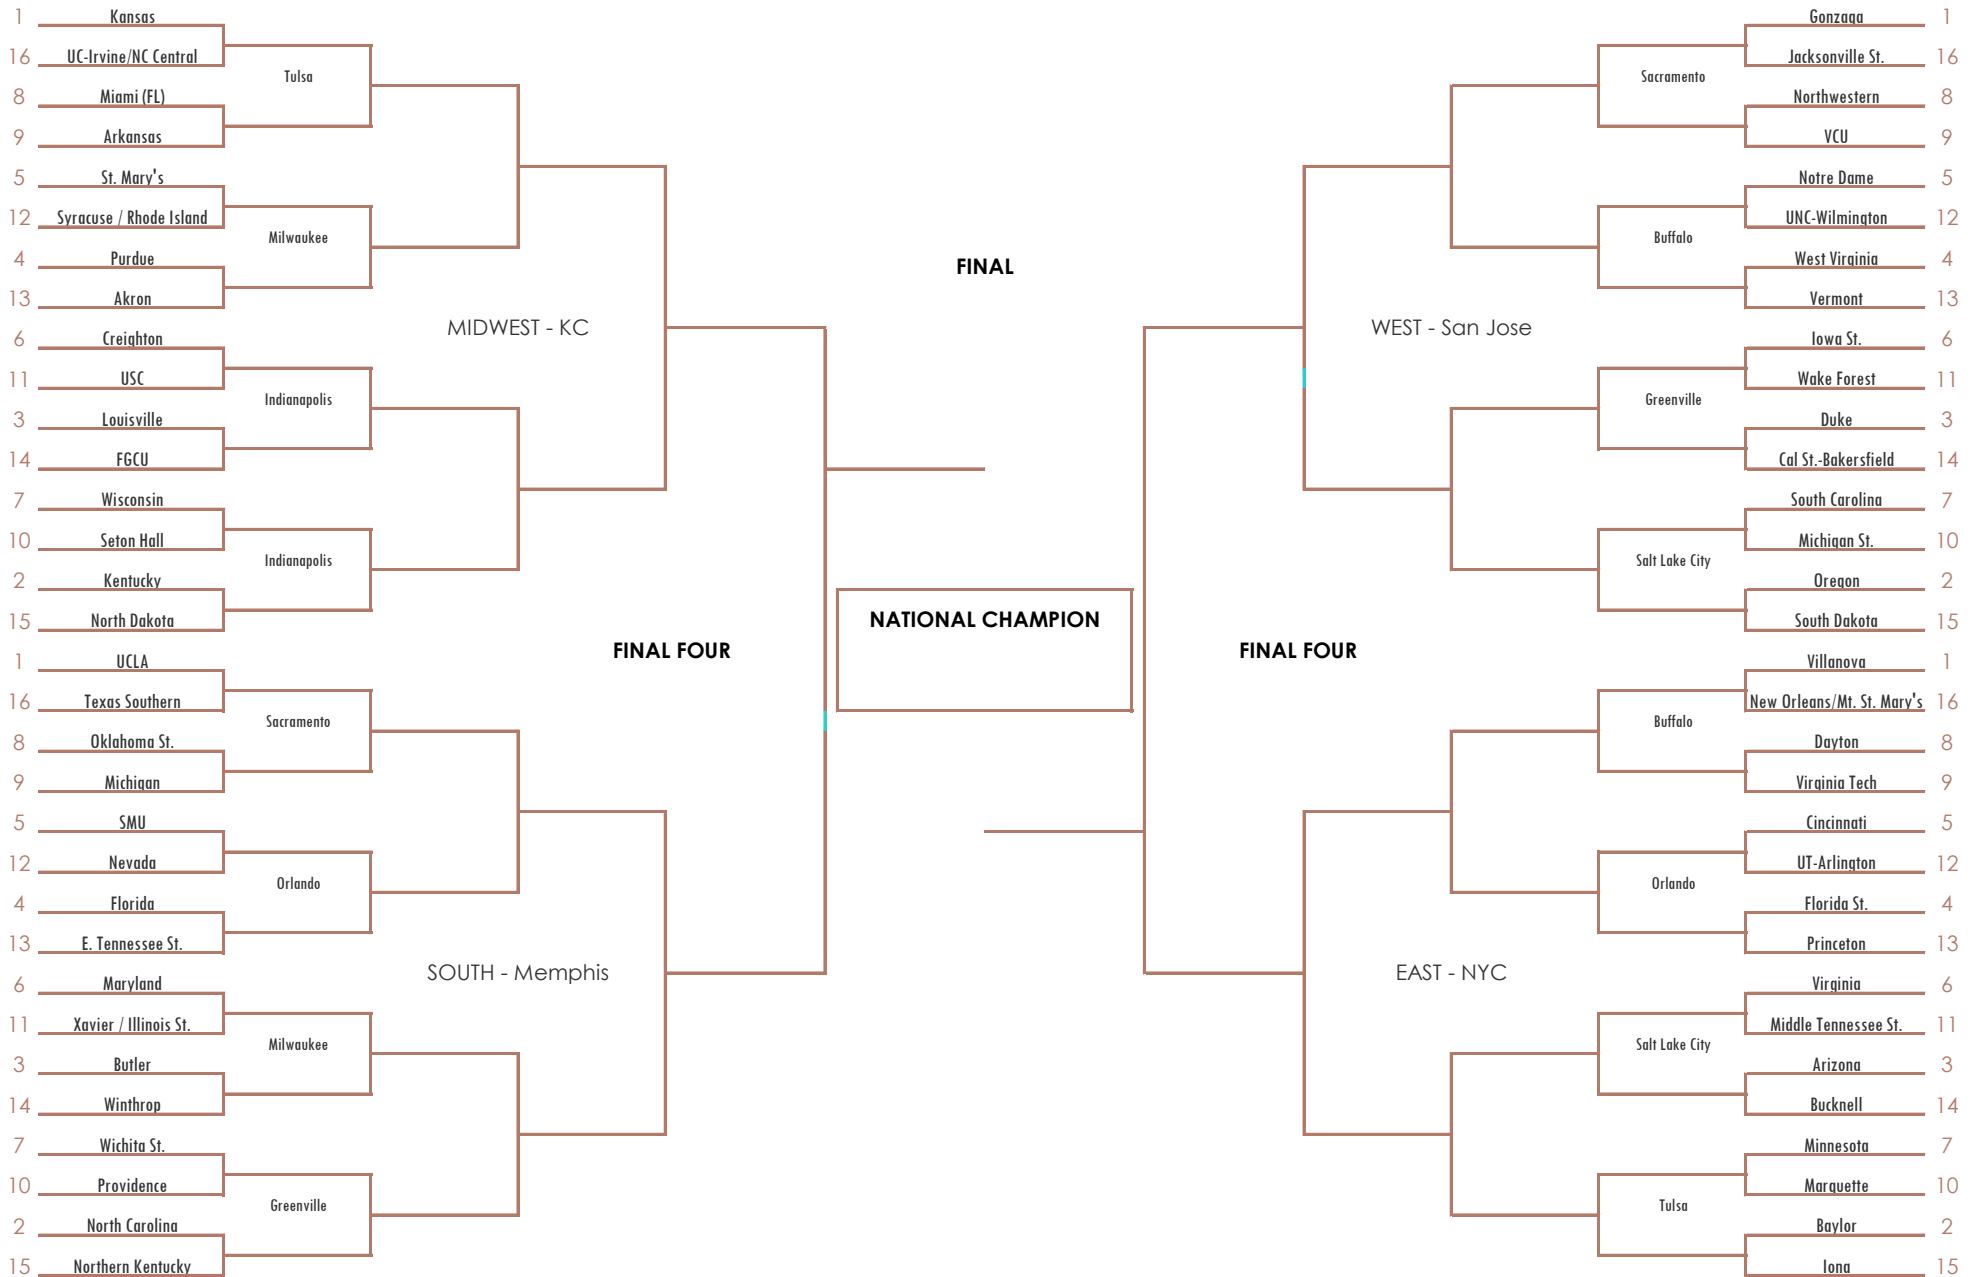 1 Kansas
16 UC-Irvine/NC Central
Tulsa
8 Miami (FL)
9 Arkansas
5 St. Mary's
12 Syracuse / Rhode Island
Milwaukee
4 Purdue
13 Akron
MIDWEST - KC
6 Creighton
11 USC
Indianapolis
3 Louisville
14 FGCU
7 Wisconsin
10 Seton Hall
Indianapolis
2 Kentucky
15 North Dakota
FINAL FOUR
1 UCLA
16 Texas Southern
Sacramento
8 Oklahoma St.
9 Michigan
5 SMU
12 Nevada
Orlando
4 Florida
13 E. Tennessee St.
SOUTH - Memphis
6 Maryland
11 Xavier / Illinois St.
Milwaukee
3 Butler
14 Winthrop
7 Wichita St.
10 Providence
Greenville
2 North Carolina
15 Northern Kentucky
FINAL
NATIONAL CHAMPION
Gonzaga 1
Jacksonville St. 16
Sacramento
Northwestern 8
VCU 9
Notre Dame 5
UNC-Wilmington 12
Buffalo
West Virginia 4
Vermont 13
WEST - San Jose
Iowa St. 6
Wake Forest 11
Greenville
Duke 3
Cal St.-Bakersfield 14
South Carolina 7
Michigan St. 10
Salt Lake City
Oregon 2
South Dakota 15
FINAL FOUR
Villanova 1
New Orleans/Mt. St. Mary's 16
Buffalo
Dayton 8
Virginia Tech 9
Cincinnati 5
UT-Arlington 12
Orlando
Florida St. 4
Princeton 13
EAST - NYC
Virginia 6
Middle Tennessee St. 11
Salt Lake City
Arizona 3
Bucknell 14
Minnesota 7
Marquette 10
Tulsa
Baylor 2
Iona 15